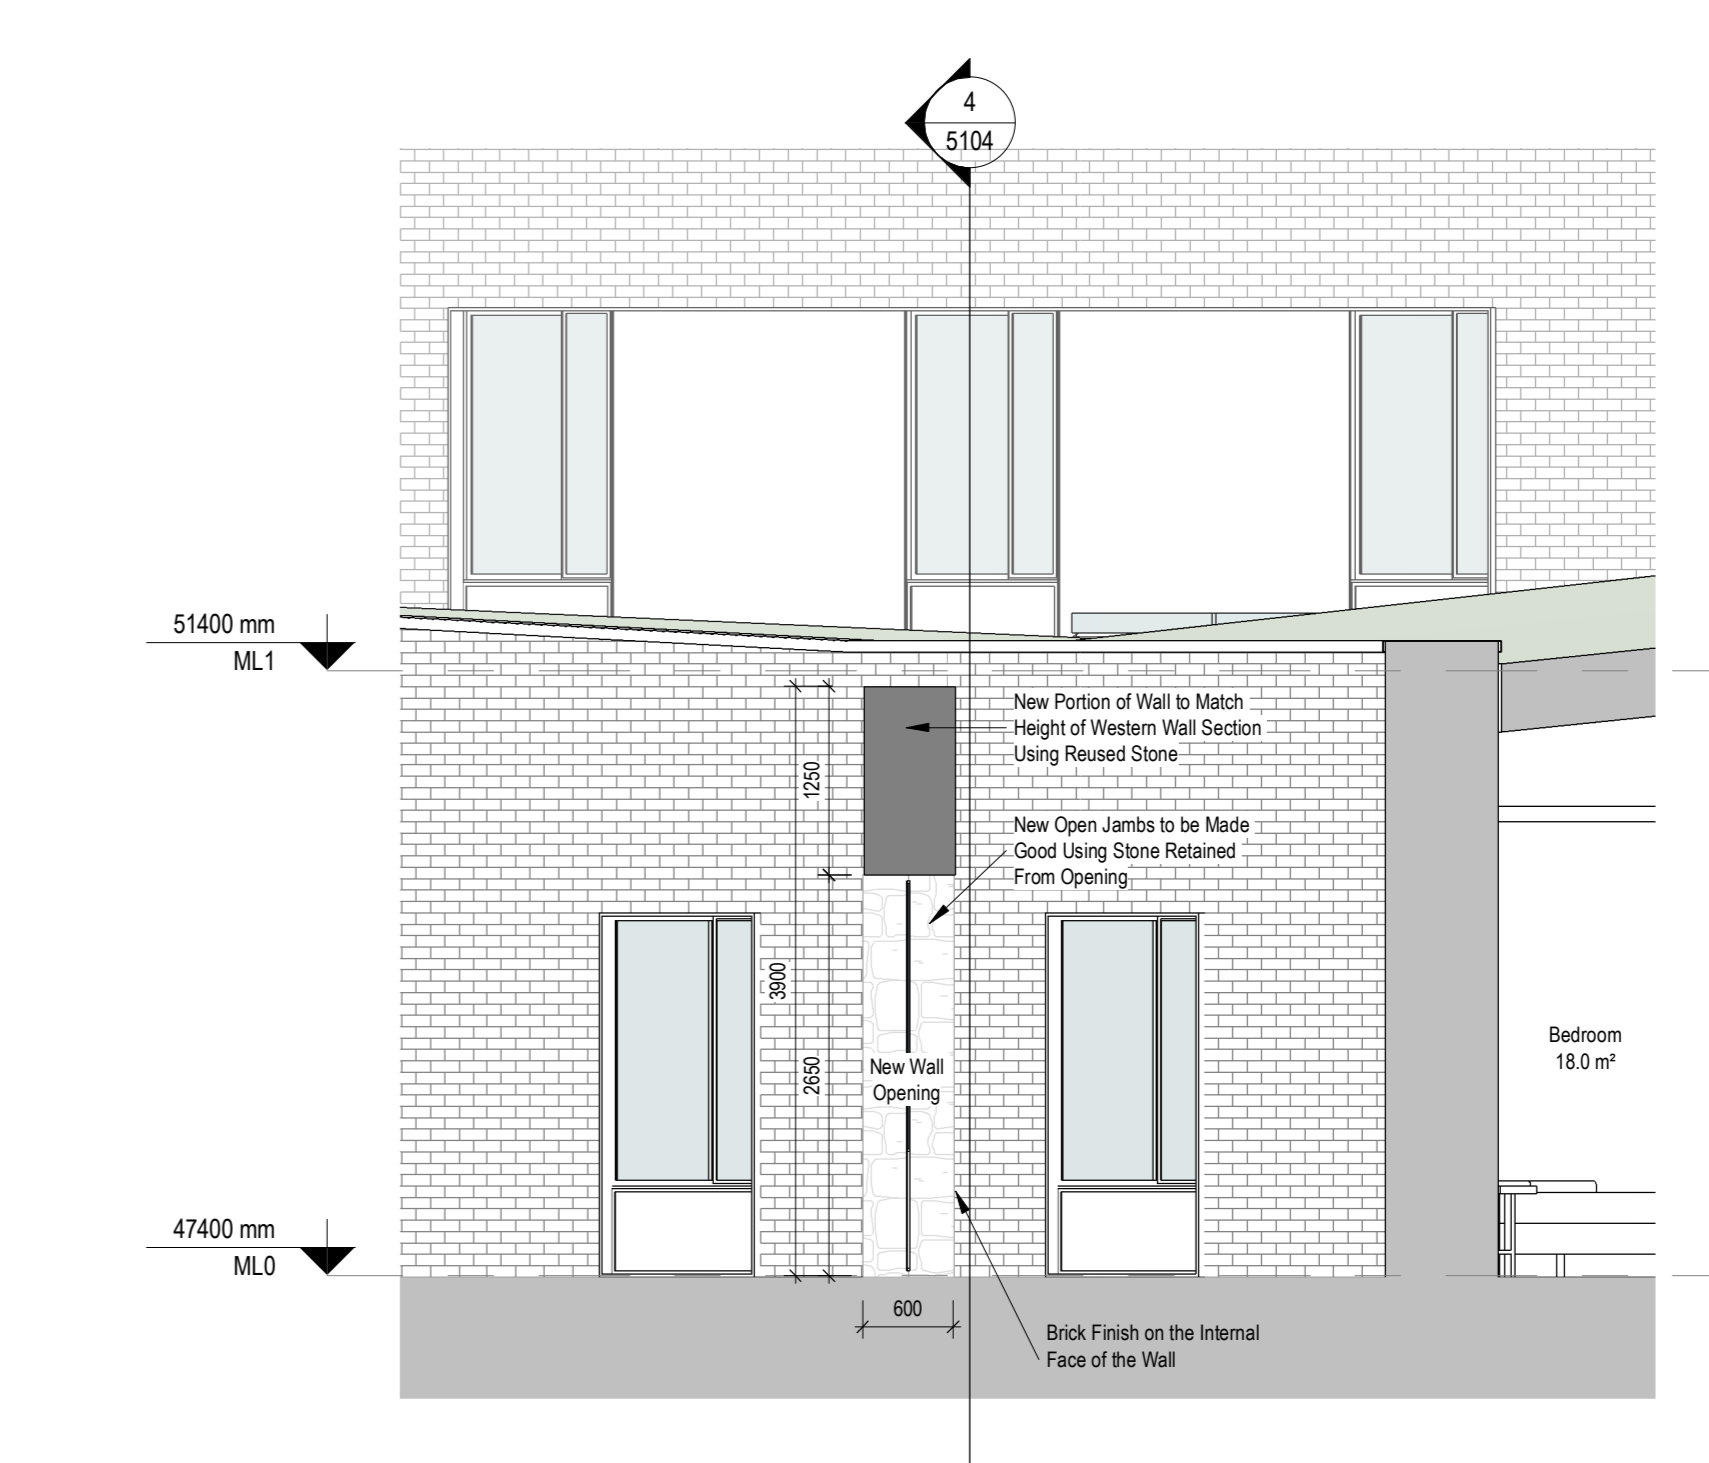 4
5104
51400 mm
ML1
New Portion of Wall to Match
Height of Western Wall Section
Using Reused Stone
1250
New Open Jambs to be Made
Good Using Stone Retained
From Opening
3900
2650
New Wall
Opening
Bedroom
18.0 m²
47400 mm
ML0
600
Brick Finish on the Internal
Face of the Wall